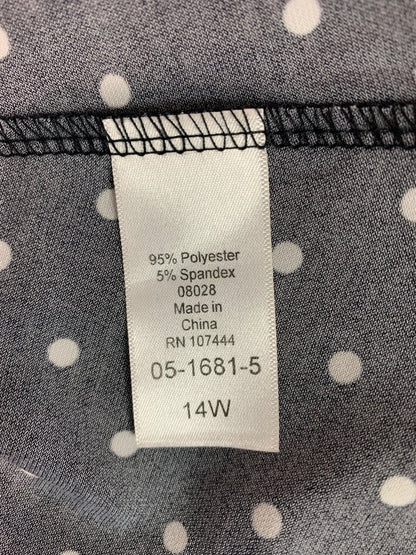 95% Polyester
5% Spandex
08028
Made in
China
RN 107444
05-1681-5
14W